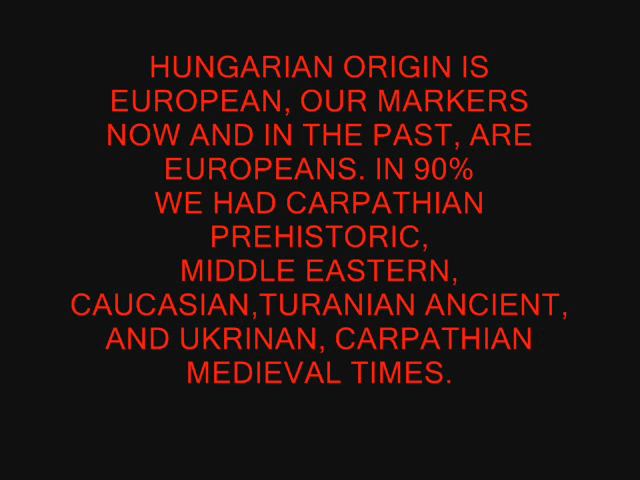 HUNGARIAN ORIGIN IS
EUROPEAN, OUR MARKERS
NOW AND IN THE PAST, ARE
EUROPEANS. IN 90%
WE HAD CARPATHIAN
PREHISTORIC,
MIDDLE EASTERN,
CAUCASIAN,TURANIAN ANCIENT,
AND UKRINAN, CARPATHIAN
MEDIEVAL TIMES.